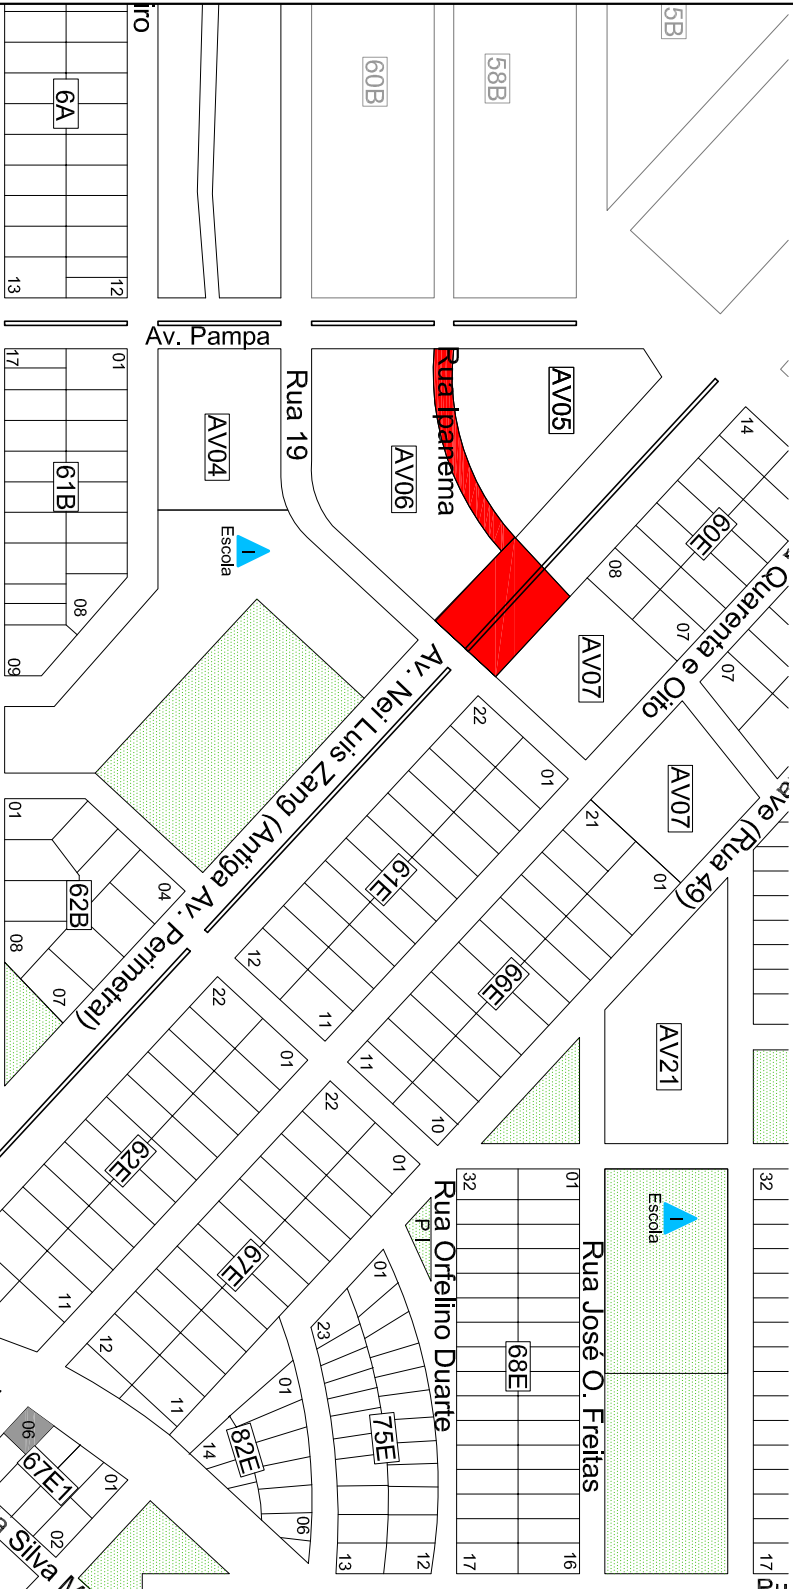 iro
5B
6A
60B
58B
13
12
Av. Pampa
17
01
Rua 19
Rua Ipanema
AV05
AV04
AV06
14
61B
Escola
I
60E
08
08
07
Quarenta e Oito
09
AV07
07
Av. Nei Luis Zang (Antiga Av. Perimetral)
22
01
AV07
ave (Rua 49)
01
21
62B
04
61E
01
08
12
66E
07
22
11
AV21
01
11
22
10
62E
01
32
01
32
P I
Rua Orfelino Duarte
Escola
I
67E
01
Rua José O. Freitas
11
12
23
68E
01
11
75E
06
14
82E
67E1
01
06
02
13
12
17
16
17
a Silva M